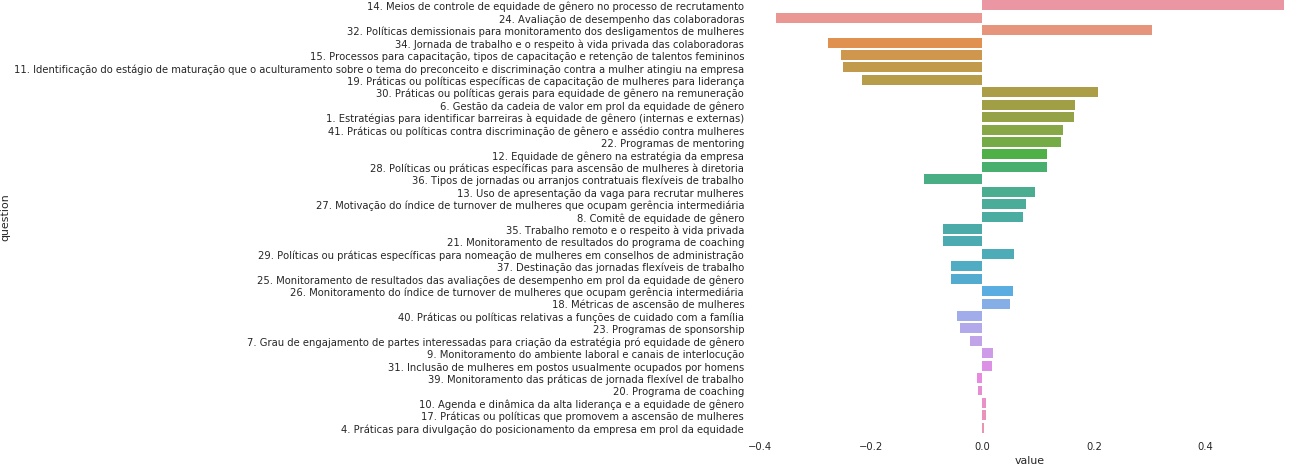 14. Meios de controle de equidade de gênero no processo de recrutamento
24. Avaliação de desempenho das colaboradoras
32. Políticas demissionais para monitoramento dos desligamentos de mulheres
34. Jornada de trabalho e o respeito à vida privada das colaboradoras
15. Processos para capacitação, tipos de capacitação e retenção de talentos femininos
11. Identificação do estágio de maturação que o aculturamento sobre o tema do preconceito e discriminação contra a mulher atingiu na empresa
19. Práticas ou políticas específicas de capacitação de mulheres para liderança
30. Práticas ou políticas gerais para equidade de gênero na remuneração
6. Gestão da cadeia de valor em prol da equidade de gênero
1. Estratégias para identificar barreiras à equidade de gênero (internas e externas)
41. Práticas ou políticas contra discriminação de gênero e assédio contra mulheres
22. Programas de mentoring
12. Equidade de gênero na estratégia da empresa
28. Políticas ou práticas específicas para ascensão de mulheres à diretoria
36. Tipos de jornadas ou arranjos contratuais flexíveis de trabalho
13. Uso de apresentação da vaga para recrutar mulheres
27. Motivação do índice de turnover de mulheres que ocupam gerência intermediária
8. Comitê de equidade de gênero
35. Trabalho remoto e o respeito à vida privada
21. Monitoramento de resultados do programa de coaching
29. Políticas ou práticas específicas para nomeação de mulheres em conselhos de administração
37. Destinação das jornadas flexíveis de trabalho
25. Monitoramento de resultados das avaliações de desempenho em prol da equidade de gênero
26. Monitoramento do índice de turnover de mulheres que ocupam gerência intermediária
18. Métricas de ascensão de mulheres
40. Práticas ou políticas relativas a funções de cuidado com a família
23. Programas de sponsorship
7. Grau de engajamento de partes interessadas para criação da estratégia pró equidade de gênero
9. Monitoramento do ambiente laboral e canais de interlocução
31. Inclusão de mulheres em postos usualmente ocupados por homens
39. Monitoramento das práticas de jornada flexível de trabalho
20. Programa de coaching
10. Agenda e dinâmica da alta liderança e a equidade de gênero
17. Práticas ou políticas que promovem a ascensão de mulheres
4. Práticas para divulgação do posicionamento da empresa em prol da equidade
question
−0.4 −0.2 0.0 0.2 0.4
value